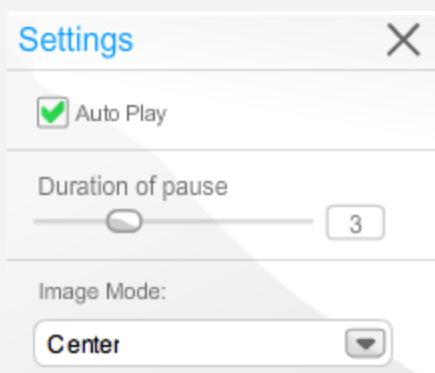 Settings
Auto Play
Duration of pause
3
Image Mode:
Center